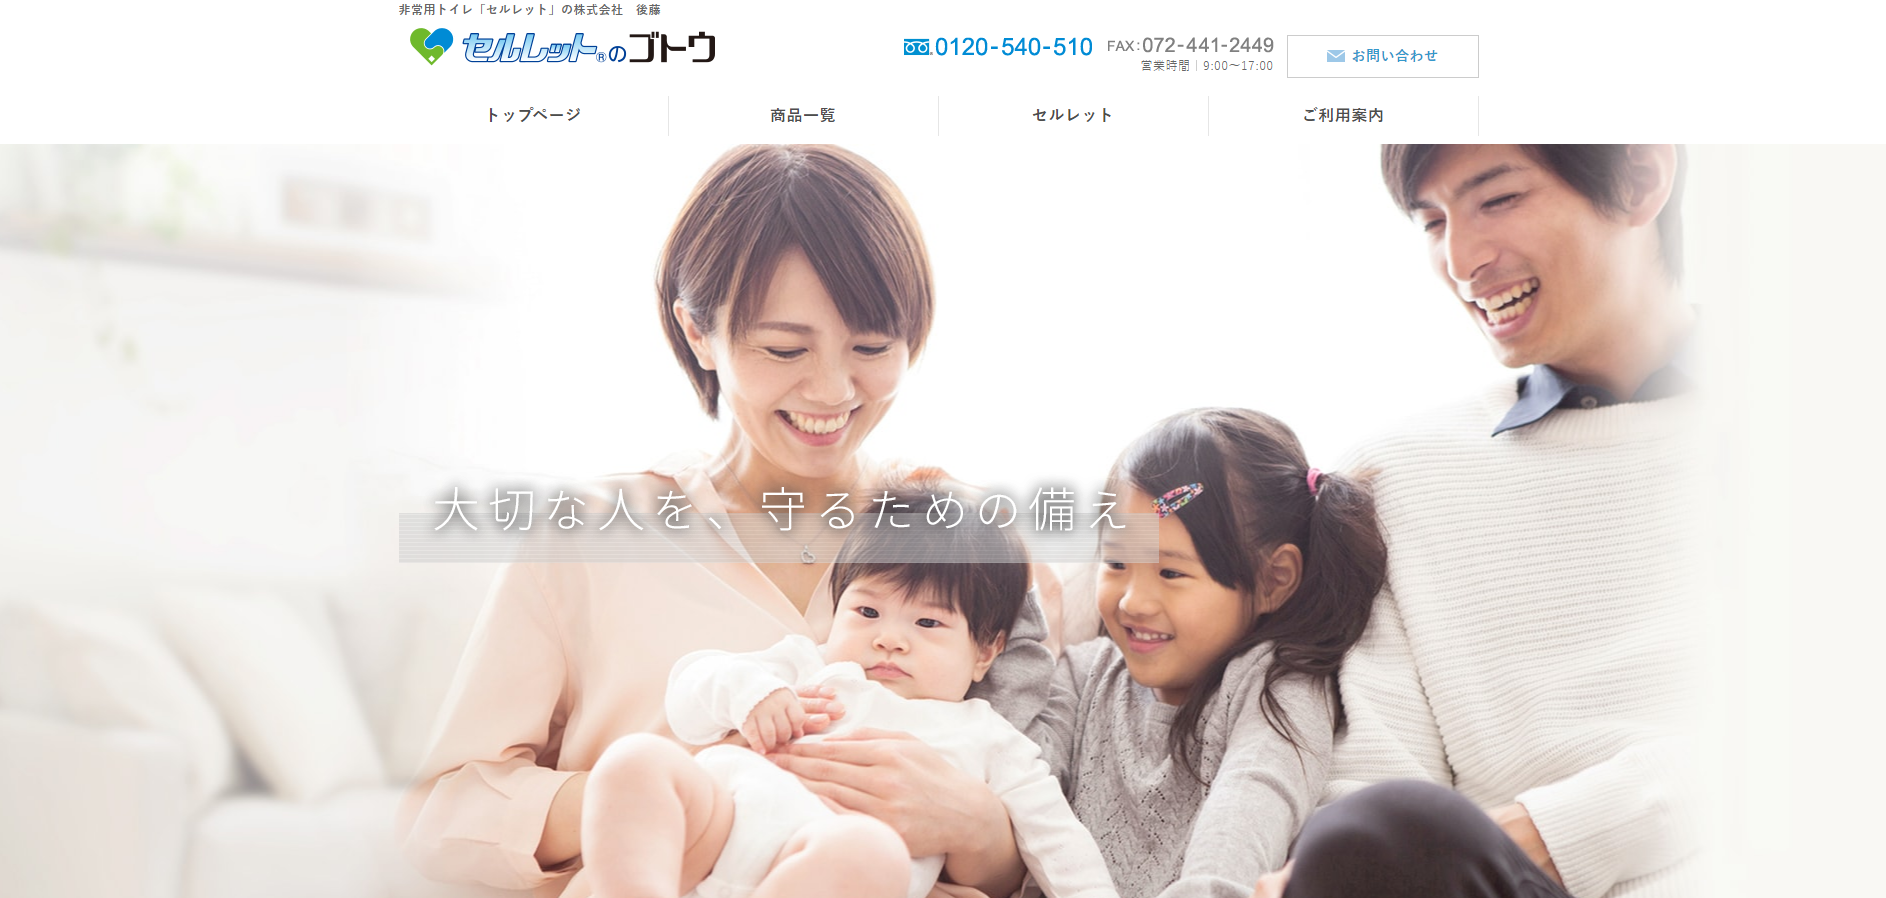 非常用トイレ「セルレット」の株式会社　後藤
セルレット®のゴトウ
0120-540-510
FAX:072-441-2449
営業時間｜9:00〜17:00
お問い合わせ
トップページ
商品一覧
セルレット
ご利用案内
大切な人を、守るための備え